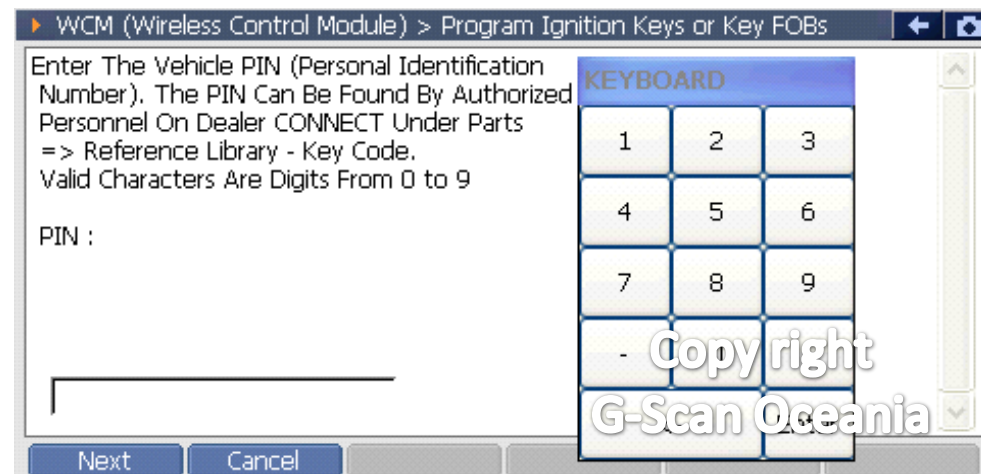 WCM (Wireless Control Module) > Program Ignition Keys or Key FOBs
Enter The Vehicle PIN (Personal Identification
Number). The PIN Can Be Found By Authorized
Personnel On Dealer CONNECT Under Parts
=> Reference Library - Key Code.
Valid Characters Are Digits From 0 to 9
PIN :
KEYBOARD
1 2 3
4 5 6
7 8 9
-
Copy right
G-Scan Oceania
Next Cancel